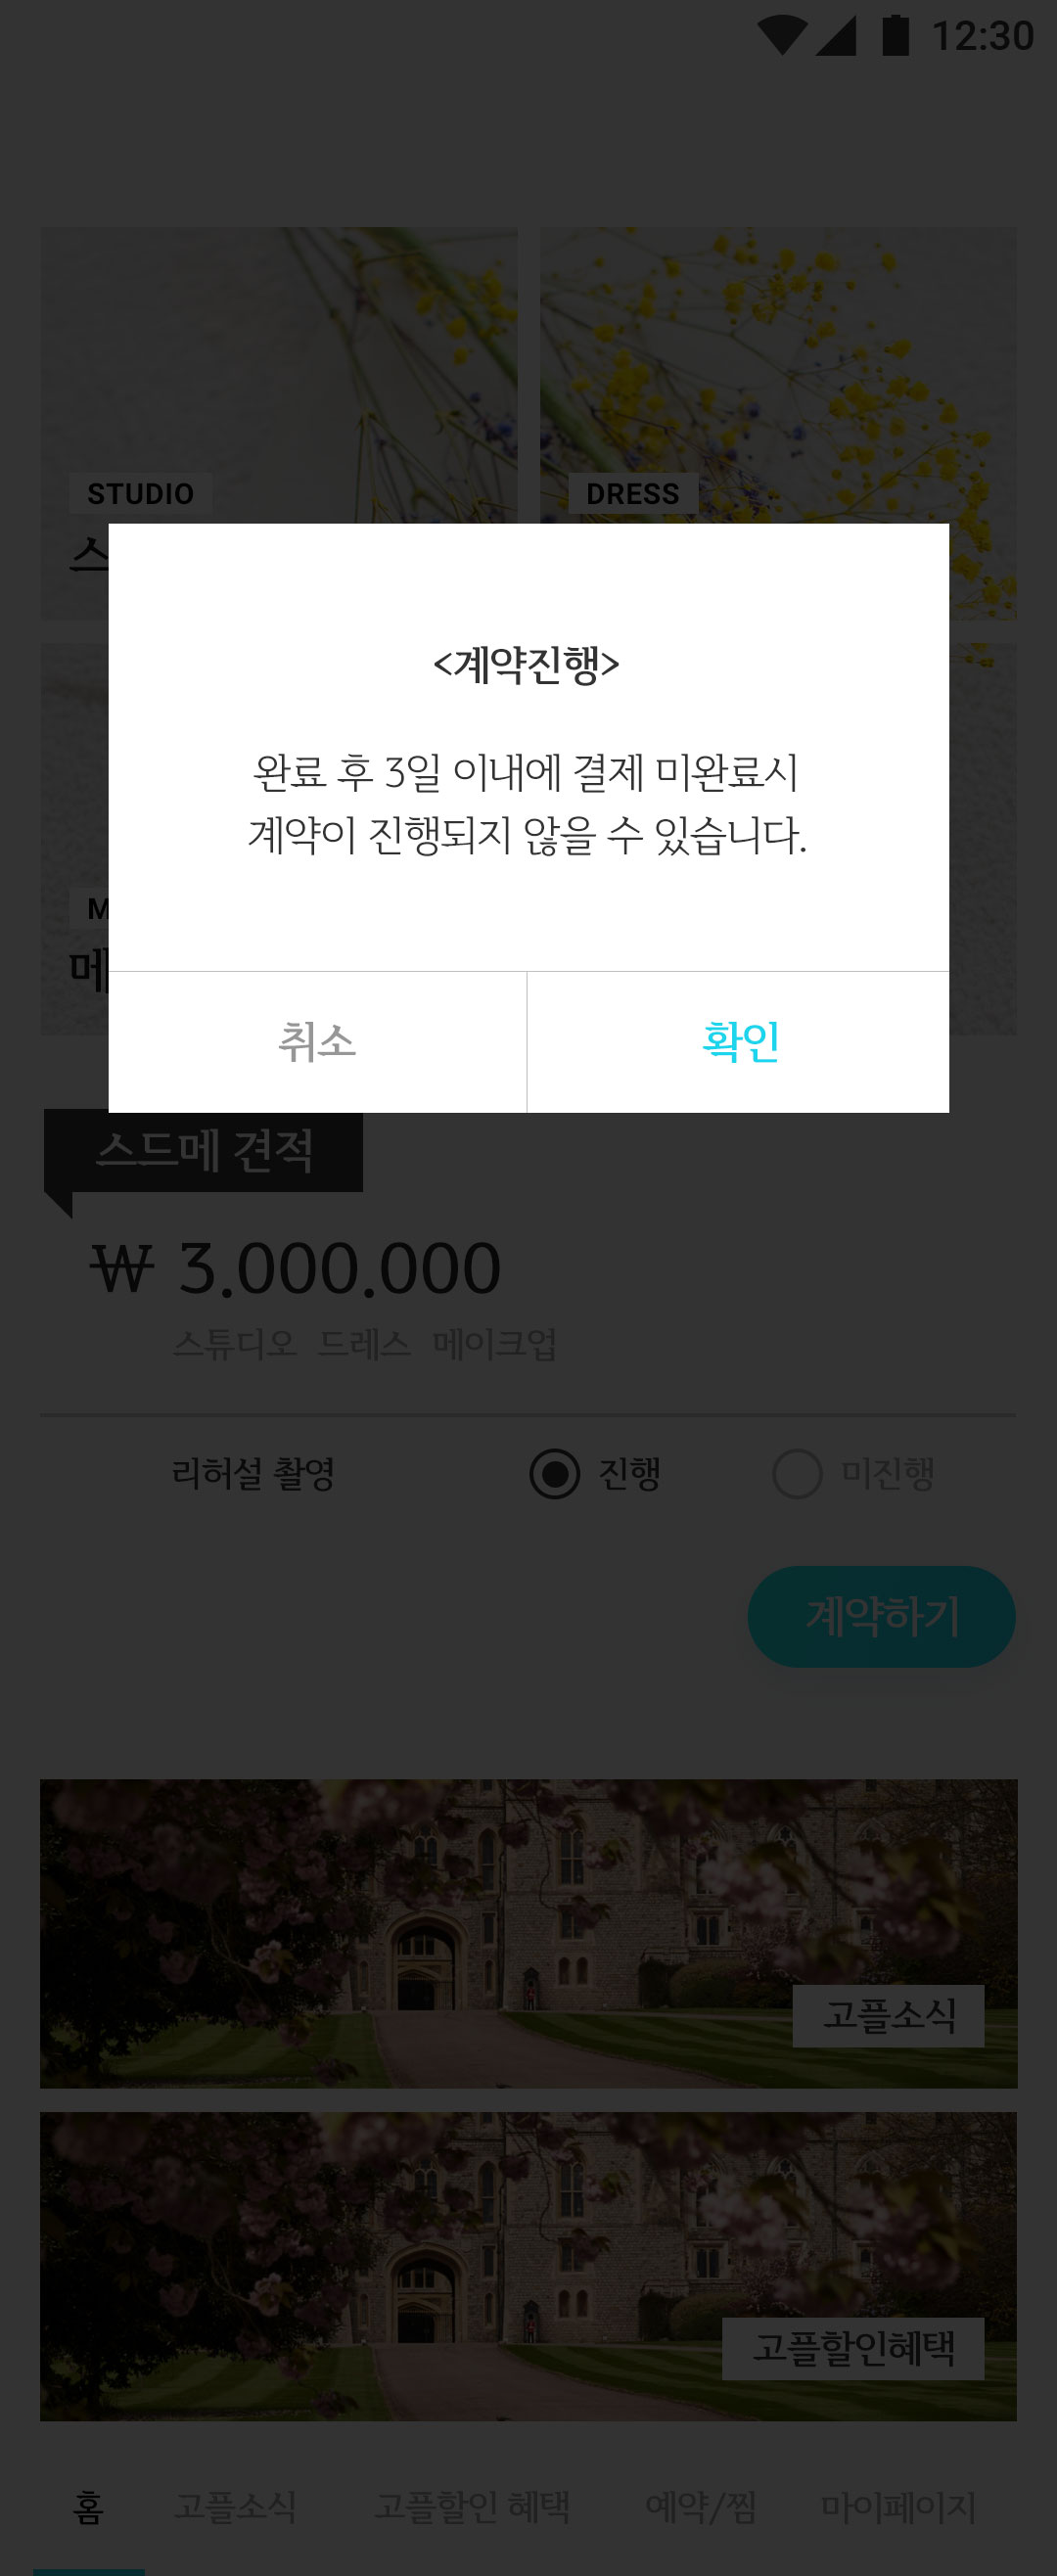 12:30
STUDIO
DRESS
<계약진행>
완료 후 3일 이내에 결제 미완료시
계약이 진행되지 않을 수 있습니다.
취소
확인
스드메 견적
₩ 3.000.000
스튜디오 드레스 메이크업
리허설 촬영
진행
미진행
계약하기
고플소식
고플할인혜택
홈
고플소식
고플할인 혜택
예약/찜
마이페이지